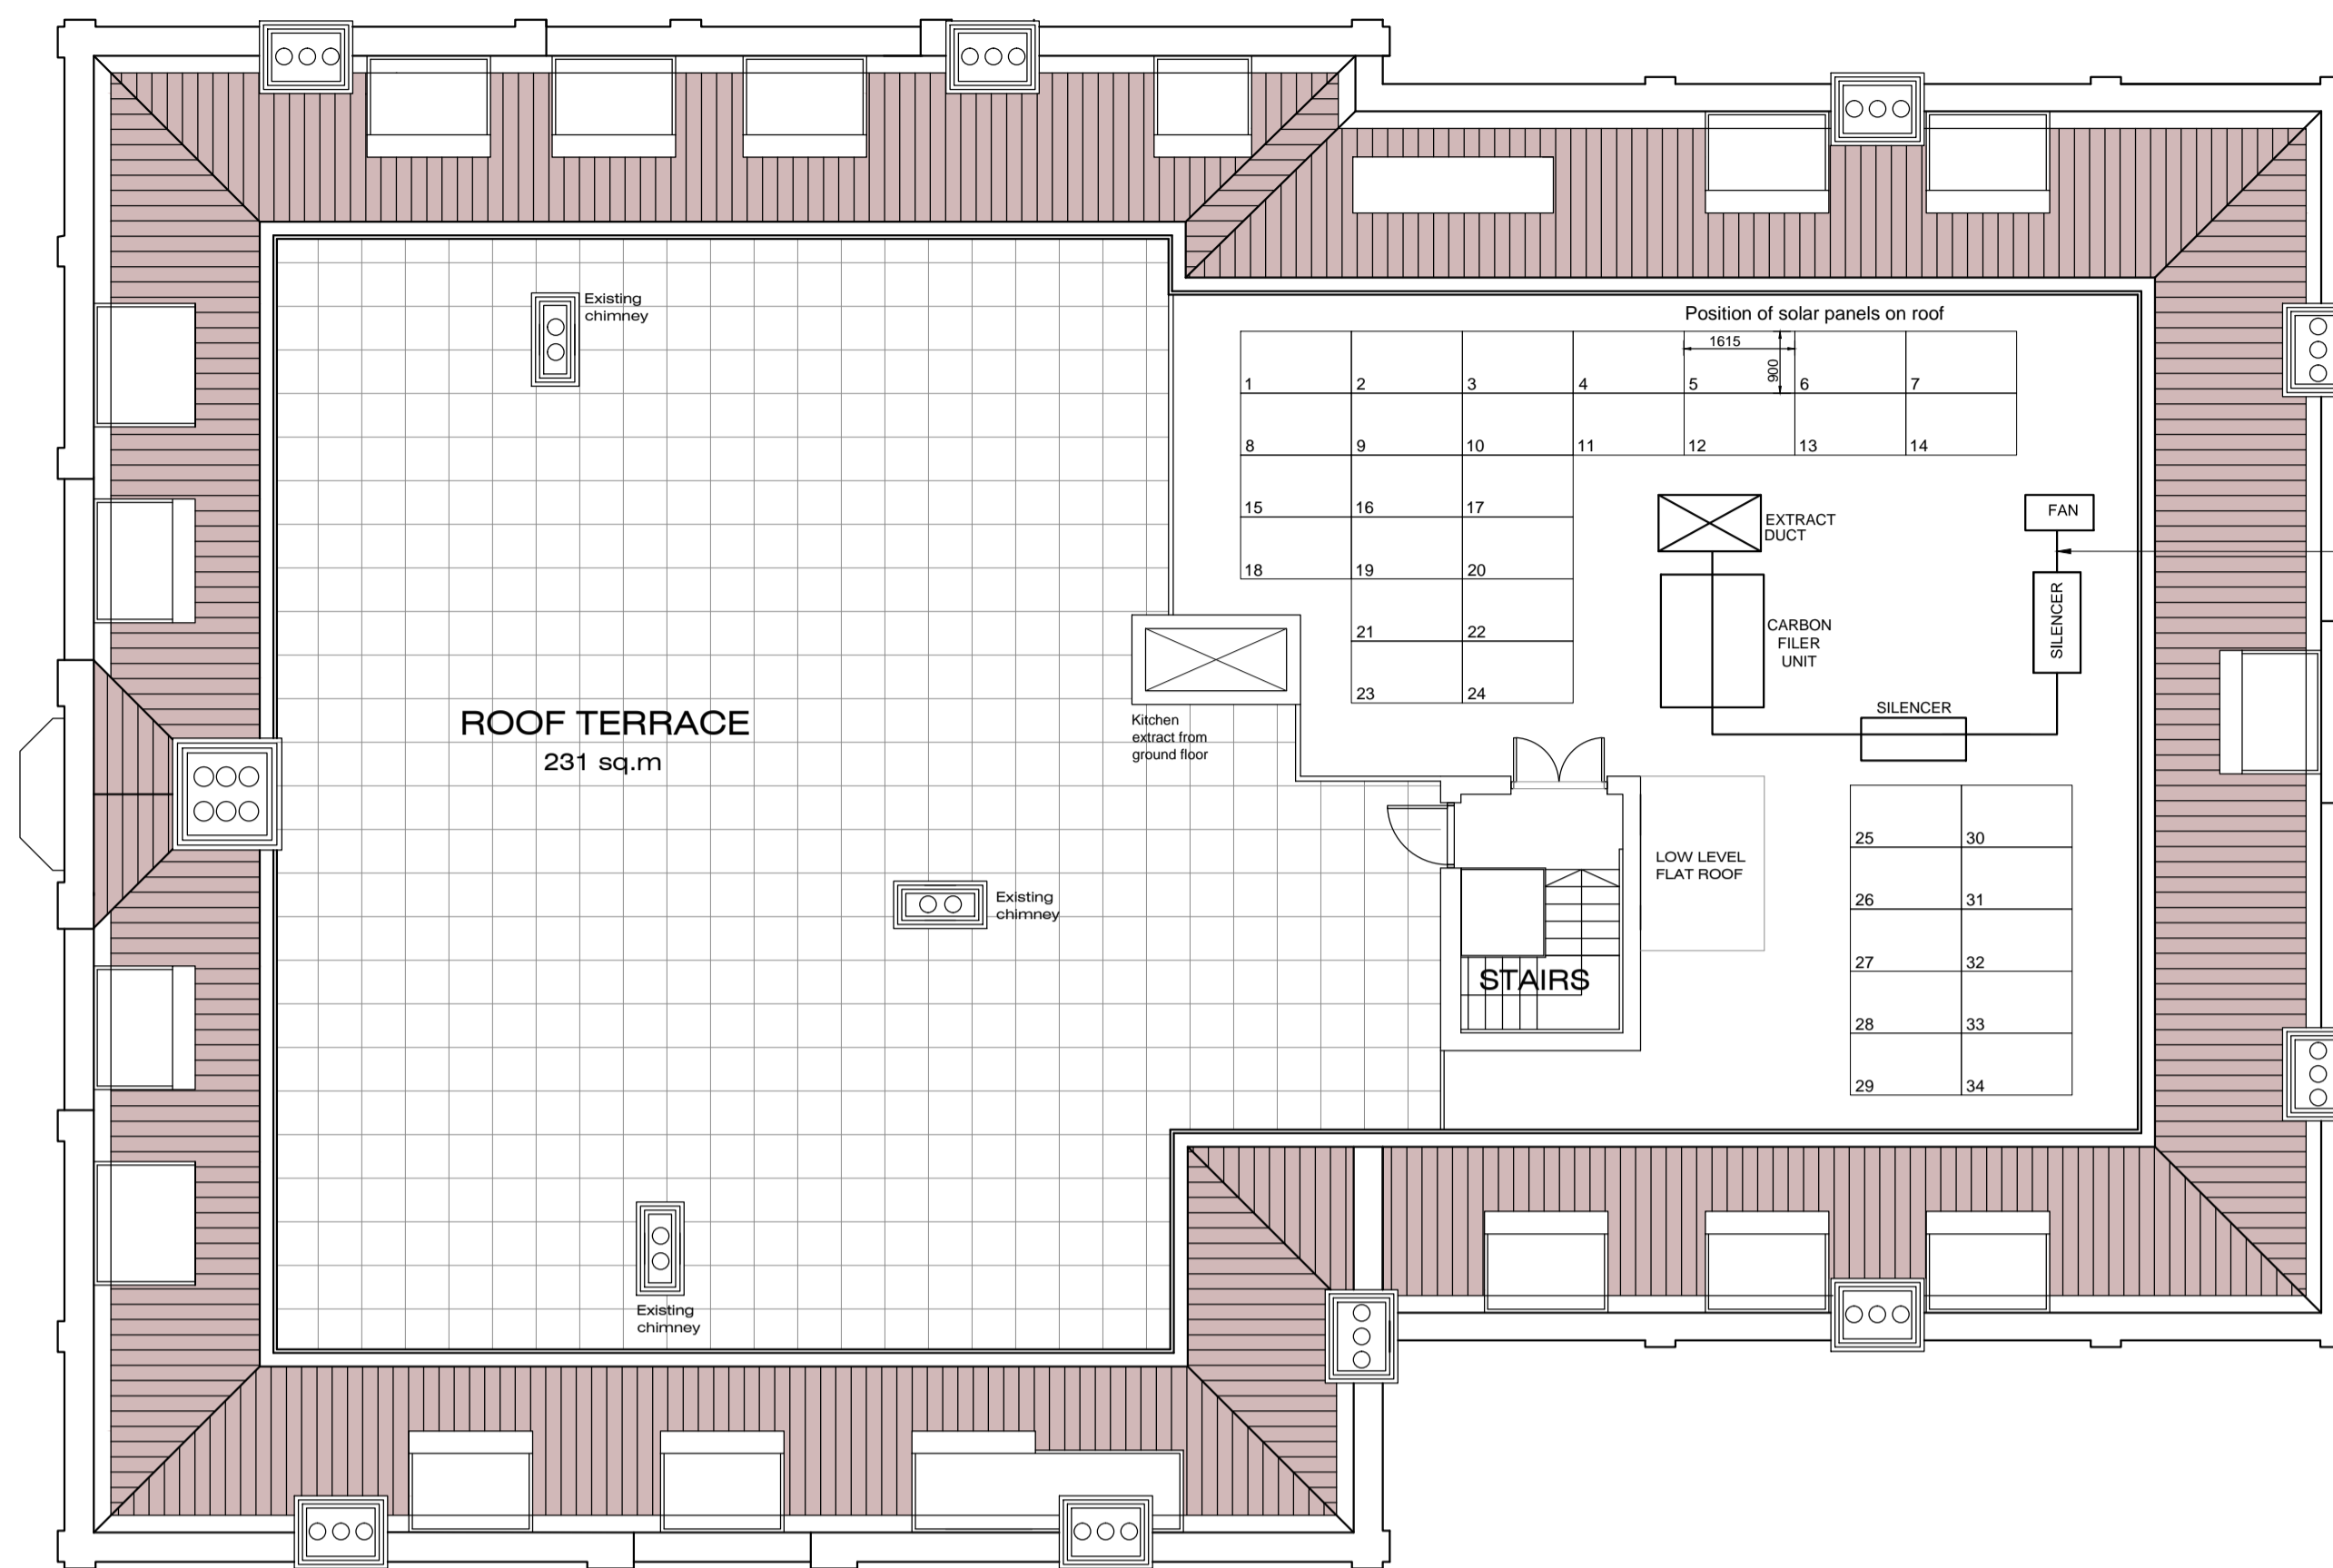 Existing
chimney
Position of solar panels on roof
1615
900
1 2 3 4 5 6 7
8 9 10 11 12 13 14
15 16 17
18 19 20
21 22
23 24
EXTRACT
DUCT
FAN
CARBON
FILER
UNIT
SILENCER
SILENCER
ROOF TERRACE
231 sq.m
Kitchen
extract from
ground floor
LOW LEVEL
FLAT ROOF
25 30
26 31
27 32
28 33
29 34
Existing
chimney
STAIRS
Existing
chimney